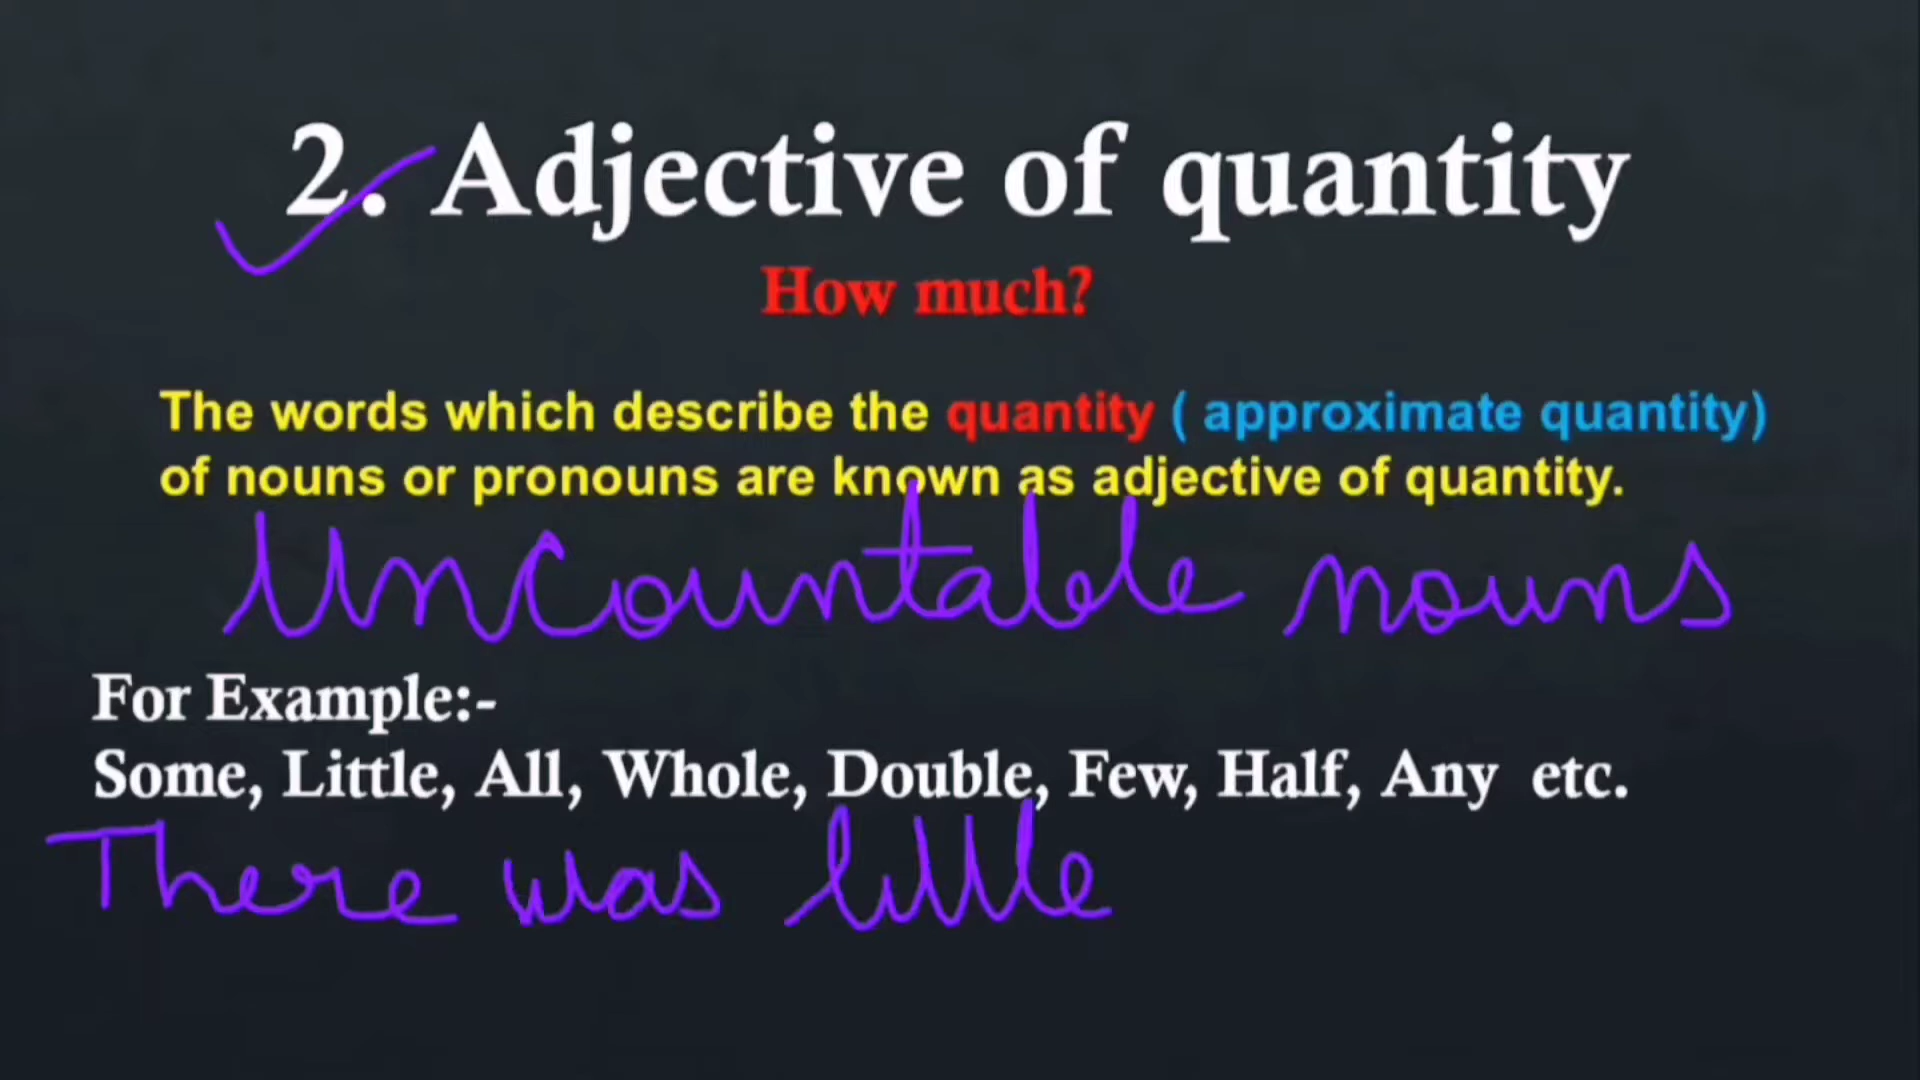 2. Adjective of quantity
How much?
The words which describe the quantity ( approximate quantity)
of nouns or pronouns are known as adjective of quantity.
Uncountable nouns
For Example:-
Some, Little, All, Whole, Double, Few, Half, Any etc.
There was little